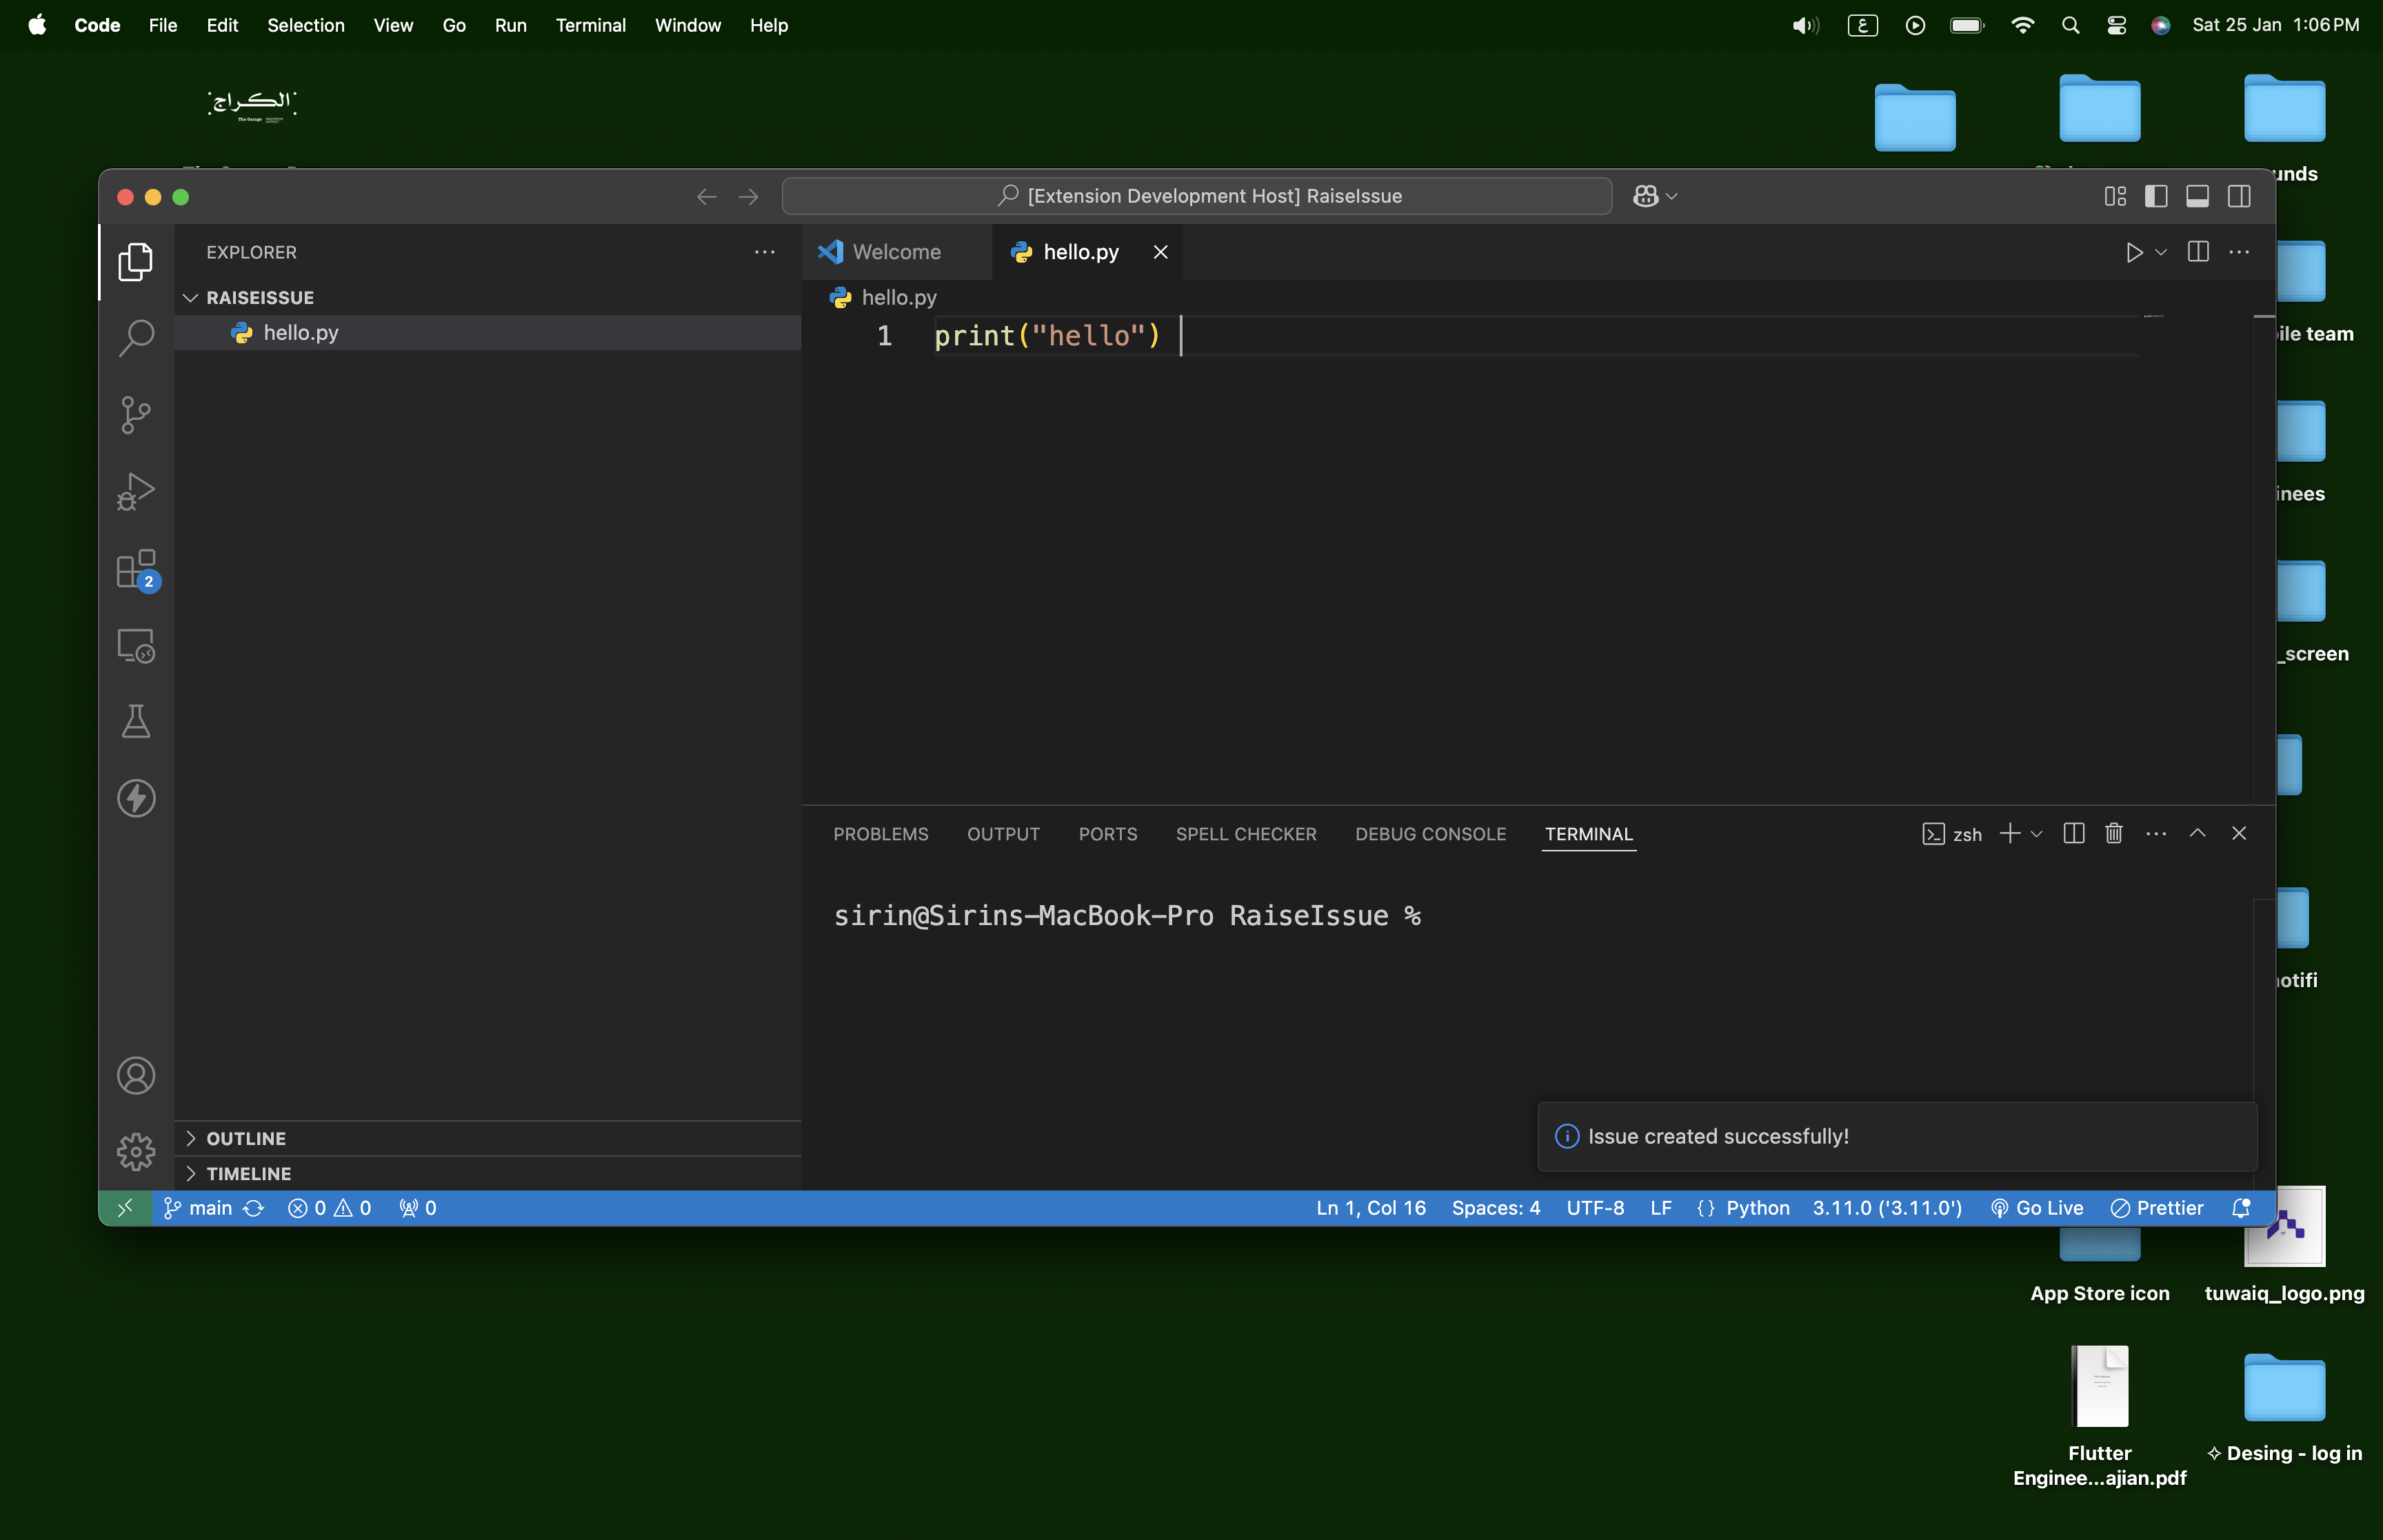 Code File Edit Selection View Go Run Terminal Window Help
ع
Sat 25 Jan 1:06 PM
الكراج
The Garage
[Extension Development Host] RaiseIssue
EXPLORER
RAISEISSUE
hello.py
2
OUTLINE
TIMELINE
Welcome
hello.py
hello.py
1 print("hello")
PROBLEMS OUTPUT PORTS SPELL CHECKER DEBUG CONSOLE TERMINAL
zsh
sirin@Sirins-MacBook-Pro RaiseIssue %
Issue created successfully!
main 0 0 0
Ln 1, Col 16 Spaces: 4 UTF-8 LF {} Python 3.11.0 ('3.11.0') Go Live Prettier
unds
ile team
inees
_screen
notifi
App Store icon
tuwaiq_logo.png
Flutter
Enginee...ajian.pdf
✧ Desing - log in